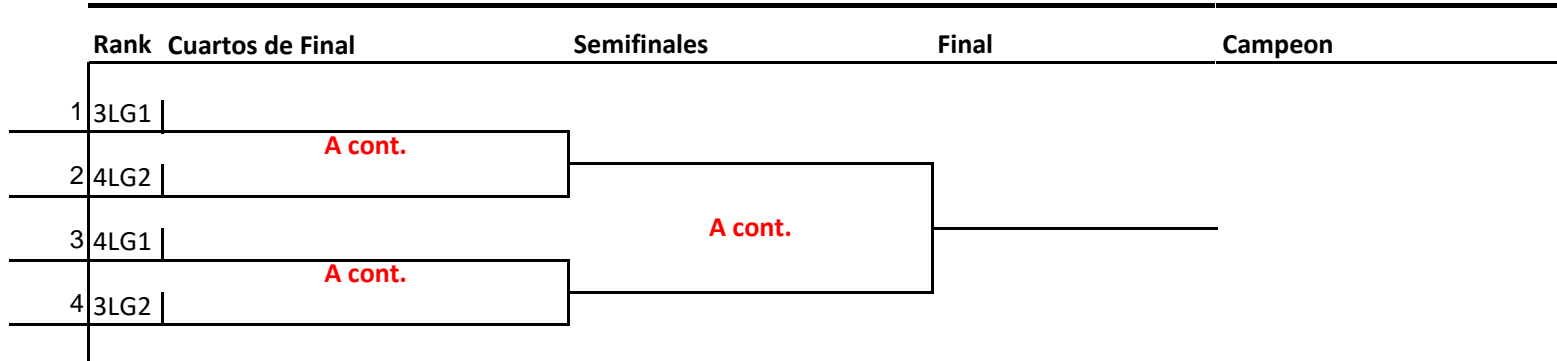 Rank Cuartos de Final Semifinales Final Campeon
1 3LG1
A cont.
2 4LG2
A cont.
3 4LG1
A cont.
4 3LG2